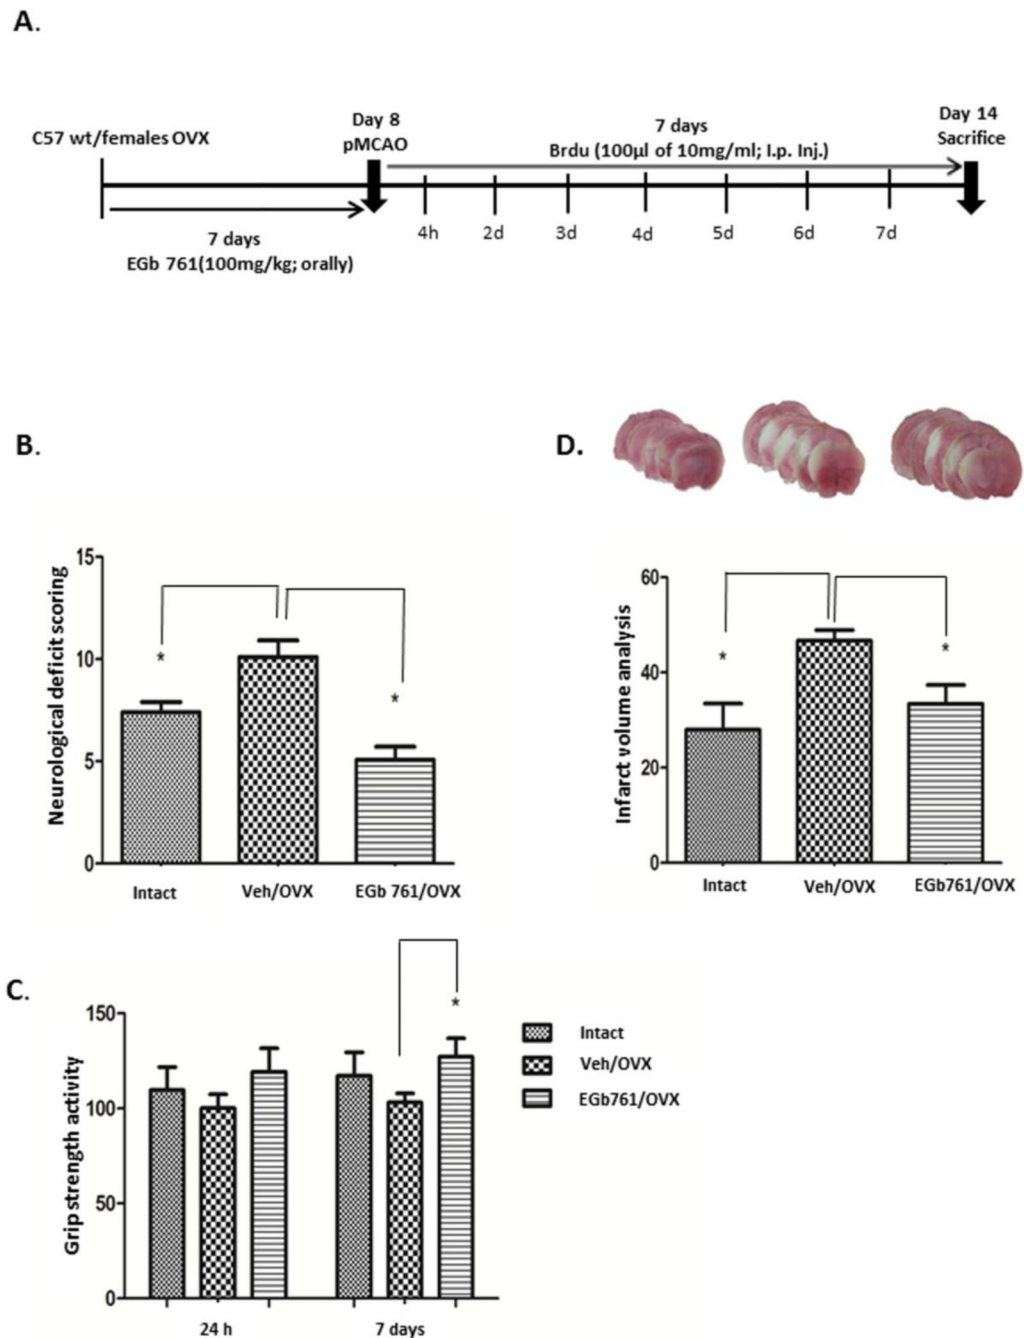 A.
C57 wt/females OVX
Day 8
pMCAO
7 days
Brdu (100µl of 10mg/ml; I.p. Inj.)
Day 14
Sacrifice
4h 2d 3d 4d 5d 6d 7d
7 days
EGb 761(100mg/kg; orally)
B.
Neurological deficit scoring
15
10
5
0
*
*
Intact Veh/OVX EGb 761/OVX
D.
Infarct volume analysis
60
40
20
0
*
*
Intact Veh/OVX EGb761/OVX
C.
Grip strength activity
150
100
50
0
*
24 h 7 days
Intact
Veh/OVX
EGb761/OVX